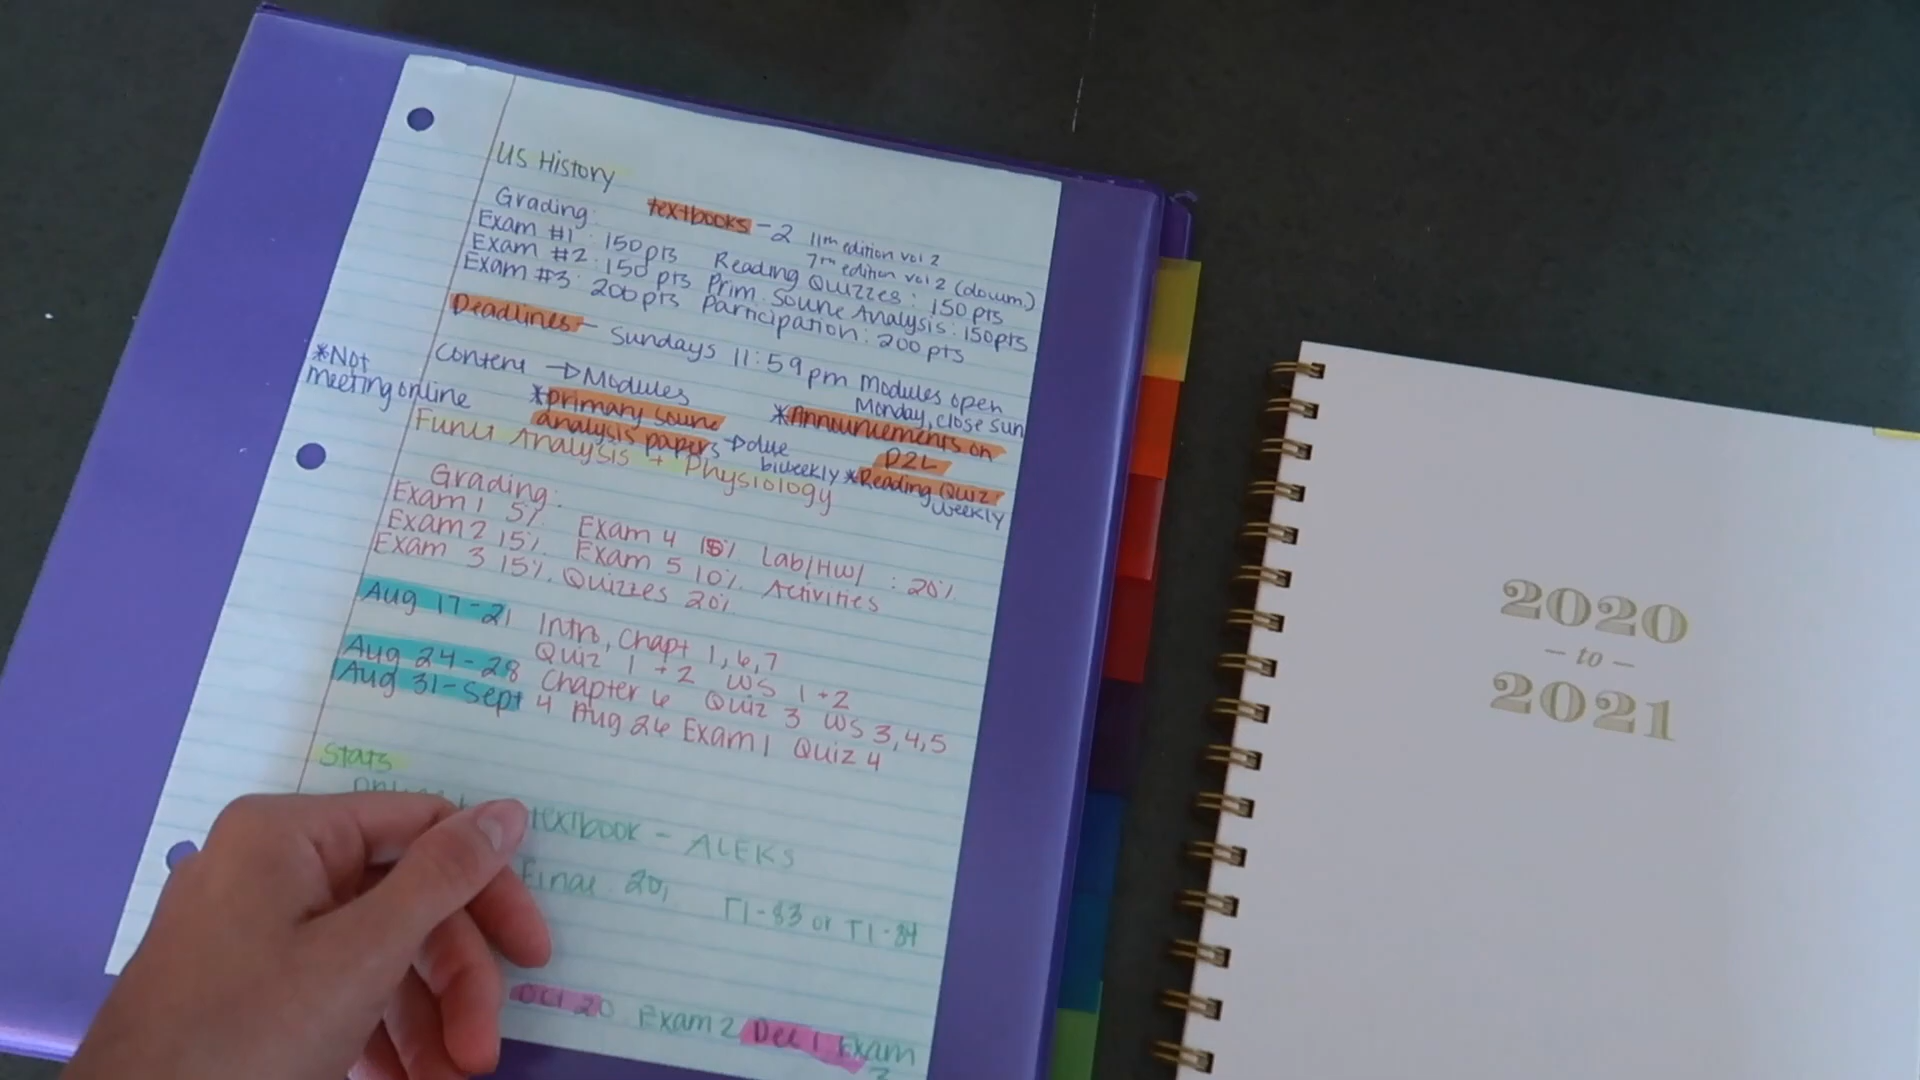 US History
Grading: textbooks - 2 11th edition vol 2
7th edition vol 2 (docum.)
Exam #1: 150 pts Reading Quizzes: 150 pts
Exam #2: 150 pts Prim. Source Analysis: 150pts
Exam #3: 200pts Participation: 200 pts
Deadlines - Sundays 11:59pm Modules open
Monday, close Sun
*Not
meeting online
Content → Modules
*primary source
analysis papers → due
biweekly
*Announcements on
D2L
*Reading Quiz
weekly
Funct Analysis + Physiology
Grading:
Exam 1 5% Exam 4 15% Lab/HW/
Activities : 20%
Exam 2 15% Exam 5 10%
Exam 3 15% Quizzes 20%
Aug 17-21 Intro, Chapt 1,6,7
Quiz 1 + 2 WS 1+2
Aug 24-28 Chapter 6 Quiz 3 WS 3,4,5
Aug 31-Sept 4 Aug 26 Exam 1 Quiz 4
Stats
textbook - ALEKS
Final 20%
TI-83 or TI-84
Oct 20 Exam 2 Dec 1 Exam
3
2020
- to -
2021